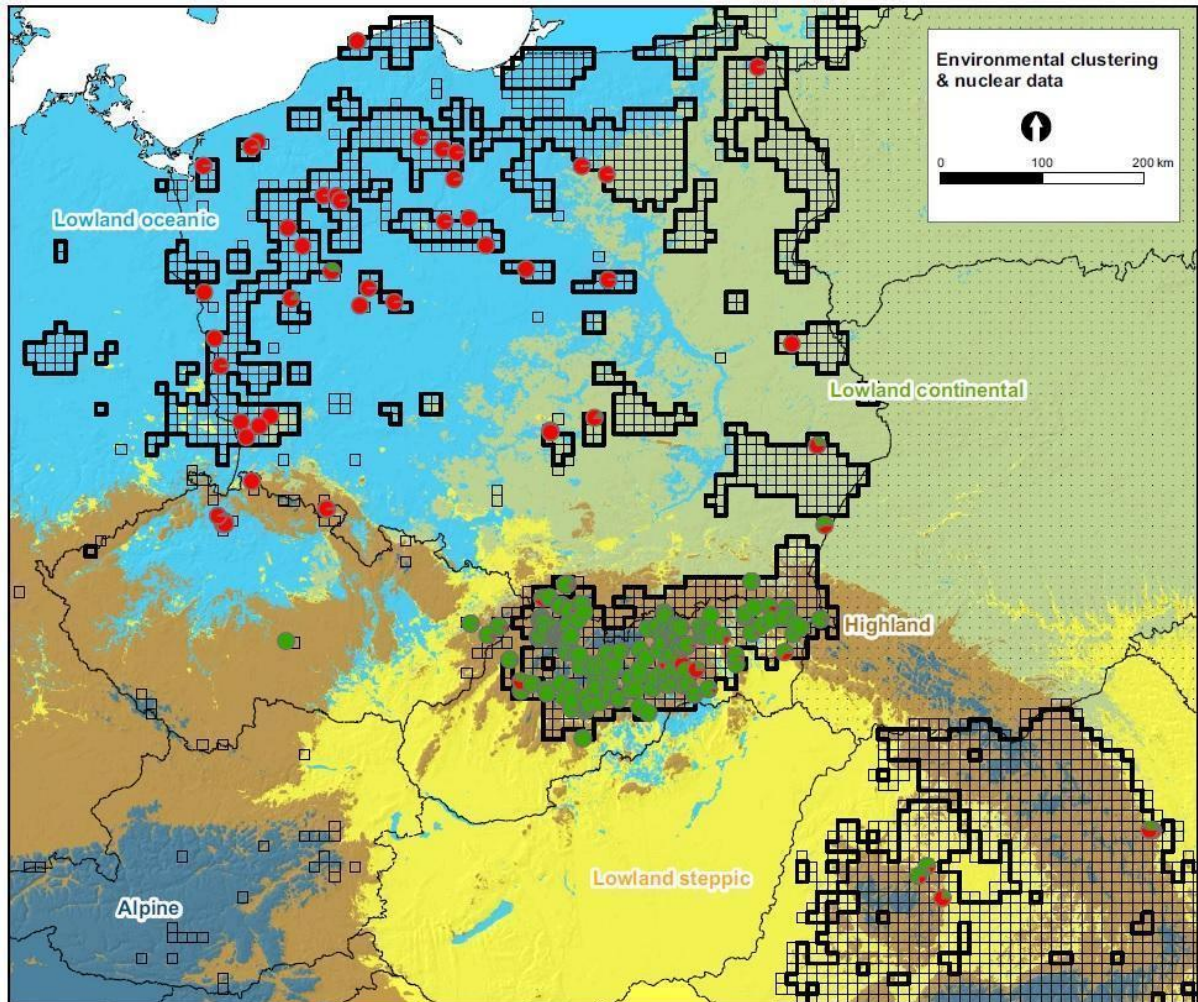 Environmental clustering
& nuclear data
0 100 200 km
Lowland oceanic
Lowland continental
Highland
Lowland steppic
Alpine